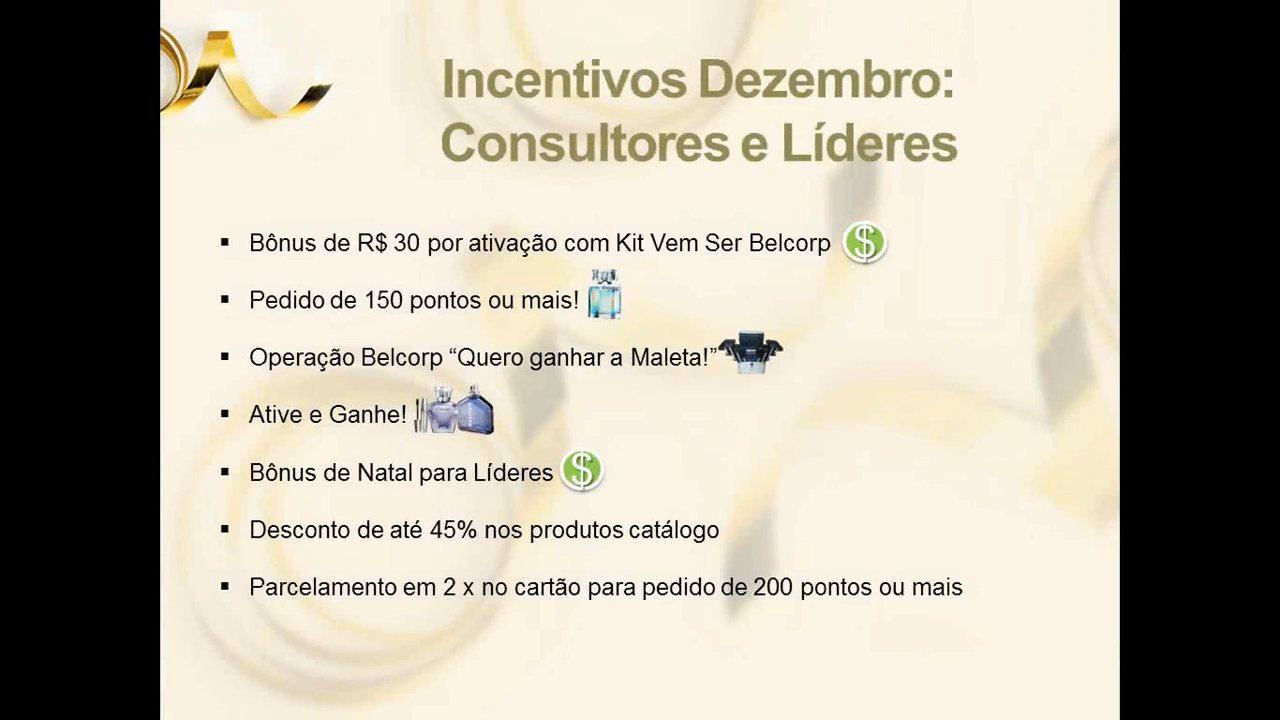 Incentivos Dezembro:
Consultores e Líderes
▪ Bônus de R$ 30 por ativação com Kit Vem Ser Belcorp $
▪ Pedido de 150 pontos ou mais!
▪ Operação Belcorp “Quero ganhar a Maleta!”
▪ Ative e Ganhe!
▪ Bônus de Natal para Líderes $
▪ Desconto de até 45% nos produtos catálogo
▪ Parcelamento em 2 x no cartão para pedido de 200 pontos ou mais